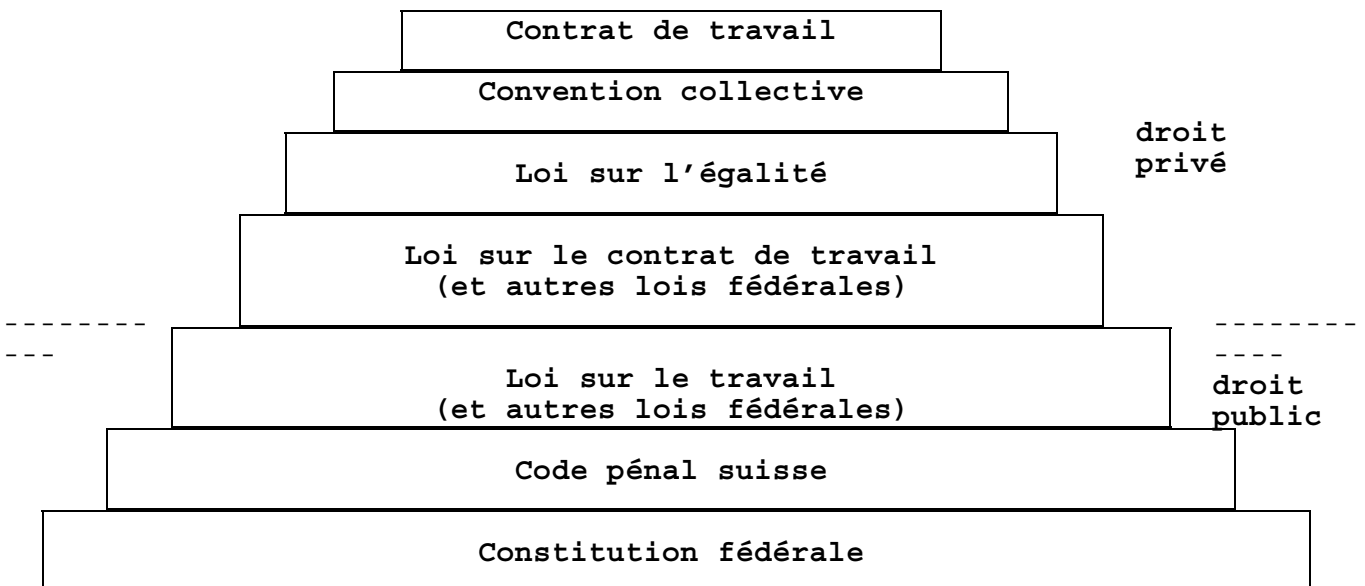 Contrat de travail
Convention collective
droit
privé
Loi sur l’égalité
Loi sur le contrat de travail
(et autres lois fédérales)
-------- --------
--- ----
Loi sur le travail
(et autres lois fédérales)
droit
public
Code pénal suisse
Constitution fédérale